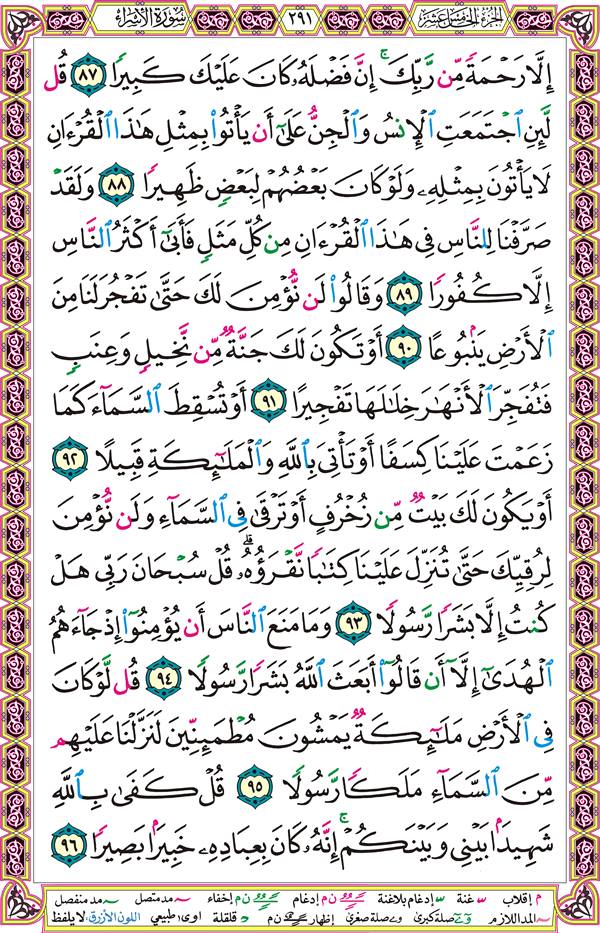 سُورَةُ الْإِسْرَاءِ ٢٩١ الجزء الخامس عشر
إِلَّا رَحْمَةً مِّن رَّبِّكَ ۚ إِنَّ فَضْلَهُۥ كَانَ عَلَيْكَ كَبِيرًا ٨٧ قُل
لَّئِنِ ٱجْتَمَعَتِ ٱلْإِنسُ وَٱلْجِنُّ عَلَىٰٓ أَن يَأْتُوا۟ بِمِثْلِ هَٰذَا ٱلْقُرْءَانِ
لَا يَأْتُونَ بِمِثْلِهِۦ وَلَوْ كَانَ بَعْضُهُمْ لِبَعْضٍ ظَهِيرًا ٨٨ وَلَقَدْ
صَرَّفْنَا لِلنَّاسِ فِى هَٰذَا ٱلْقُرْءَانِ مِن كُلِّ مَثَلٍ فَأَبَىٰٓ أَكْثَرُ ٱلنَّاسِ
إِلَّا كُفُورًا ٨٩ وَقَالُوا۟ لَن نُّؤْمِنَ لَكَ حَتَّىٰ تَفْجُرَ لَنَا مِنَ
ٱلْأَرْضِ يَنۢبُوعًا ٩٠ أَوْ تَكُونَ لَكَ جَنَّةٌ مِّن نَّخِيلٍ وَعِنَبٍ
فَتُفَجِّرَ ٱلْأَنْهَٰرَ خِلَٰلَهَا تَفْجِيرًا ٩١ أَوْ تُسْقِطَ ٱلسَّمَآءَ كَمَا
زَعَمْتَ عَلَيْنَا كِسَفًا أَوْ تَأْتِىَ بِٱللَّهِ وَٱلْمَلَٰٓئِكَةِ قَبِيلًا ٩٢
أَوْ يَكُونَ لَكَ بَيْتٌ مِّن زُخْرُفٍ أَوْ تَرْقَىٰ فِى ٱلسَّمَآءِ وَلَن نُّؤْمِنَ
لِرُقِيِّكَ حَتَّىٰ تُنَزِّلَ عَلَيْنَا كِتَٰبًا نَّقْرَؤُهُۥ ۗ قُلْ سُبْحَانَ رَبِّى هَلْ
كُنتُ إِلَّا بَشَرًا رَّسُولًا ٩٣ وَمَا مَنَعَ ٱلنَّاسَ أَن يُؤْمِنُوٓا۟ إِذْ جَآءَهُمُ
ٱلْهُدَىٰٓ إِلَّآ أَن قَالُوٓا۟ أَبَعَثَ ٱللَّهُ بَشَرًا رَّسُولًا ٩٤ قُل لَّوْ كَانَ
فِى ٱلْأَرْضِ مَلَٰٓئِكَةٌ يَمْشُونَ مُطْمَئِنِّينَ لَنَزَّلْنَا عَلَيْهِم
مِّنَ ٱلسَّمَآءِ مَلَكًا رَّسُولًا ٩٥ قُلْ كَفَىٰ بِٱللَّهِ
شَهِيدًۢا بَيْنِى وَبَيْنَكُمْ ۚ إِنَّهُۥ كَانَ بِعِبَادِهِۦ خَبِيرًۢا بَصِيرًا ٩٦
م إقلاب غنة إدغام بلاغنة ن م إدغام إخفاء مد متصل مد منفصل
المد اللازم صلة كبرى صلة صغرى إظهار ن م قلقلة اوى طبيعي اللون الأزرق لا يلفظ